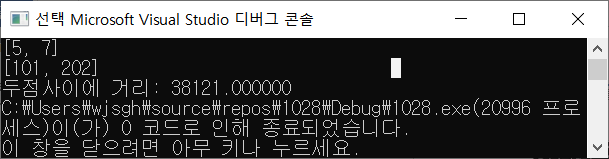 선택 Microsoft Visual Studio 디버그 콘솔
[5, 7]
[101, 202]
두점사이에 거리: 38121.000000
C:\Users\wjsgh\source\repos\1028\Debug\1028.exe(20996 프로
세스)이(가) 0 코드로 인해 종료되었습니다.
이 창을 닫으려면 아무 키나 누르세요.